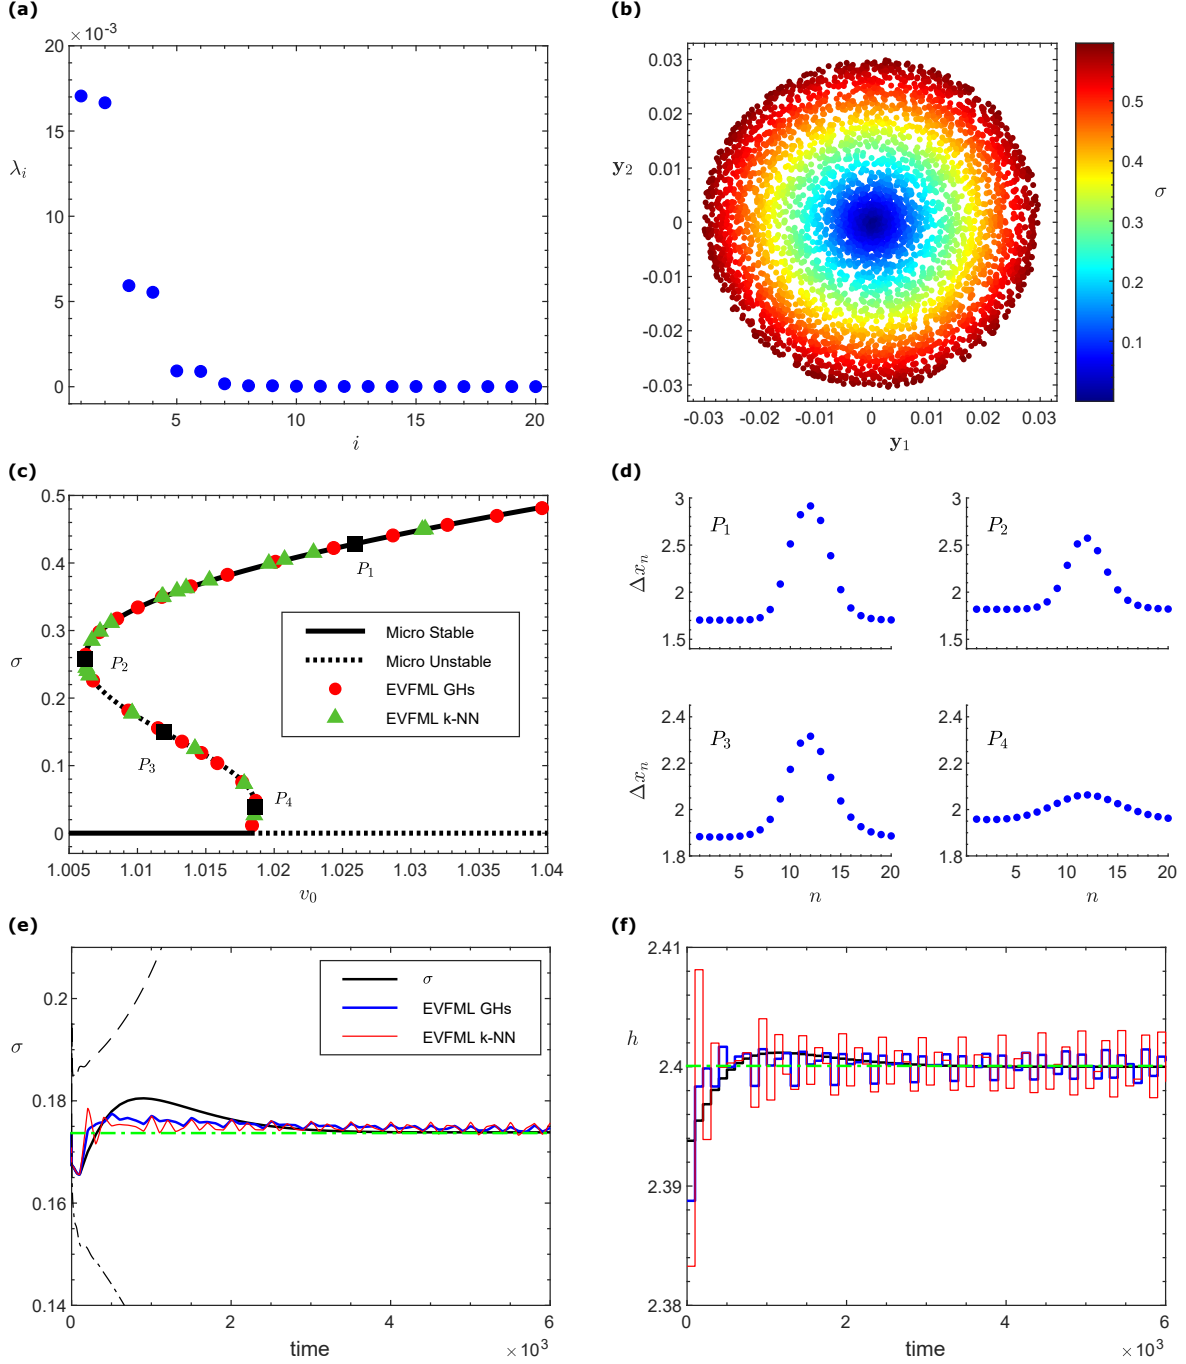 (a)
×10⁻³
20
15
λᵢ
10
5
0
5
10
15
20
i
(b)
0.03
0.02
y₂
0.01
0
-0.01
-0.02
-0.03
-0.03
-0.02
-0.01
0
0.01
0.02
0.03
y₁
0.5
0.4
σ
0.3
0.2
0.1
(c)
0.5
0.4
0.3
σ
0.2
0.1
0
P₁
P₂
P₃
P₄
Micro Stable
Micro Unstable
EVFML GHs
EVFML k-NN
1.005
1.01
1.015
1.02
1.025
1.03
1.035
1.04
v₀
(d)
3
P₁
2.5
Δxₙ
2
1.5
3
P₂
2.5
2
1.5
2.4
P₃
2.2
Δxₙ
2
1.8
5
10
15
20
n
2.4
P₄
2.2
2
1.8
5
10
15
20
n
(e)
0.2
σ
0.18
0.16
0.14
σ
EVFML GHs
EVFML k-NN
0
2
4
6
time
×10³
(f)
2.41
h
2.4
2.39
2.38
0
2
4
6
time
×10³